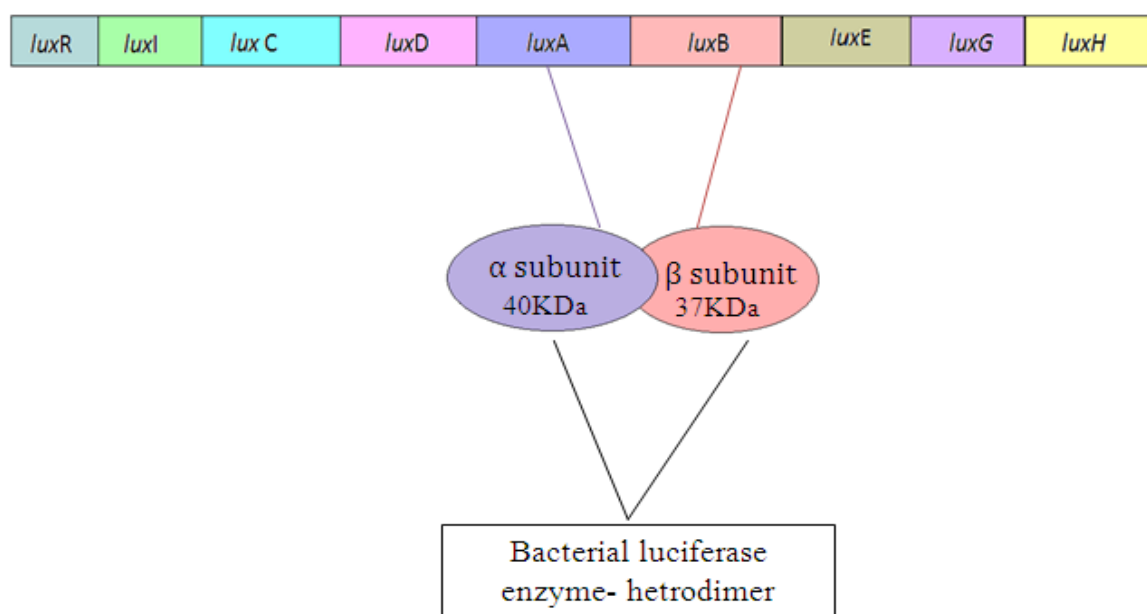 luxR luxI lux C luxD luxA luxB luxE luxG luxH
α subunit
40KDa
β subunit
37KDa
Bacterial luciferase
enzyme- hetrodimer